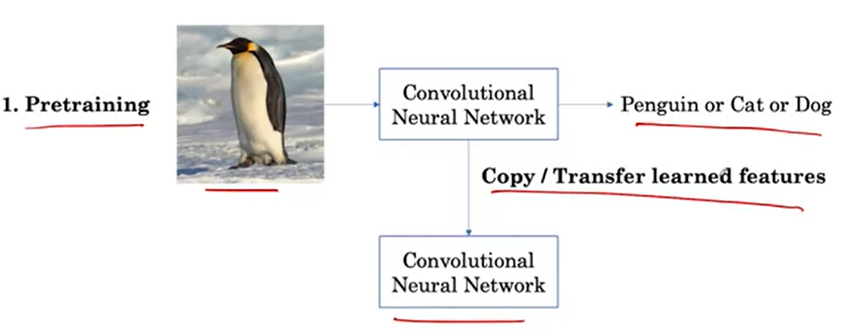 1. Pretraining
Convolutional
Neural Network
Penguin or Cat or Dog
Copy / Transfer learned features
Convolutional
Neural Network